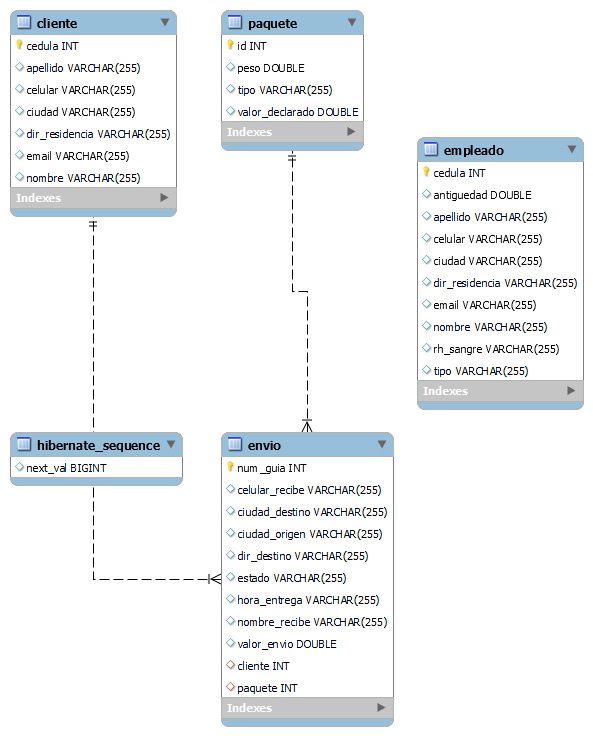 cliente
cedula INT
apellido VARCHAR(255)
celular VARCHAR(255)
ciudad VARCHAR(255)
dir_residencia VARCHAR(255)
email VARCHAR(255)
nombre VARCHAR(255)
Indexes
paquete
id INT
peso DOUBLE
tipo VARCHAR(255)
valor_declarado DOUBLE
Indexes
empleado
cedula INT
antiguedad DOUBLE
apellido VARCHAR(255)
celular VARCHAR(255)
ciudad VARCHAR(255)
dir_residencia VARCHAR(255)
email VARCHAR(255)
nombre VARCHAR(255)
rh_sangre VARCHAR(255)
tipo VARCHAR(255)
Indexes
hibernate_sequence
next_val BIGINT
envio
num_guia INT
celular_recibe VARCHAR(255)
ciudad_destino VARCHAR(255)
ciudad_origen VARCHAR(255)
dir_destino VARCHAR(255)
estado VARCHAR(255)
hora_entrega VARCHAR(255)
nombre_recibe VARCHAR(255)
valor_envio DOUBLE
cliente INT
paquete INT
Indexes